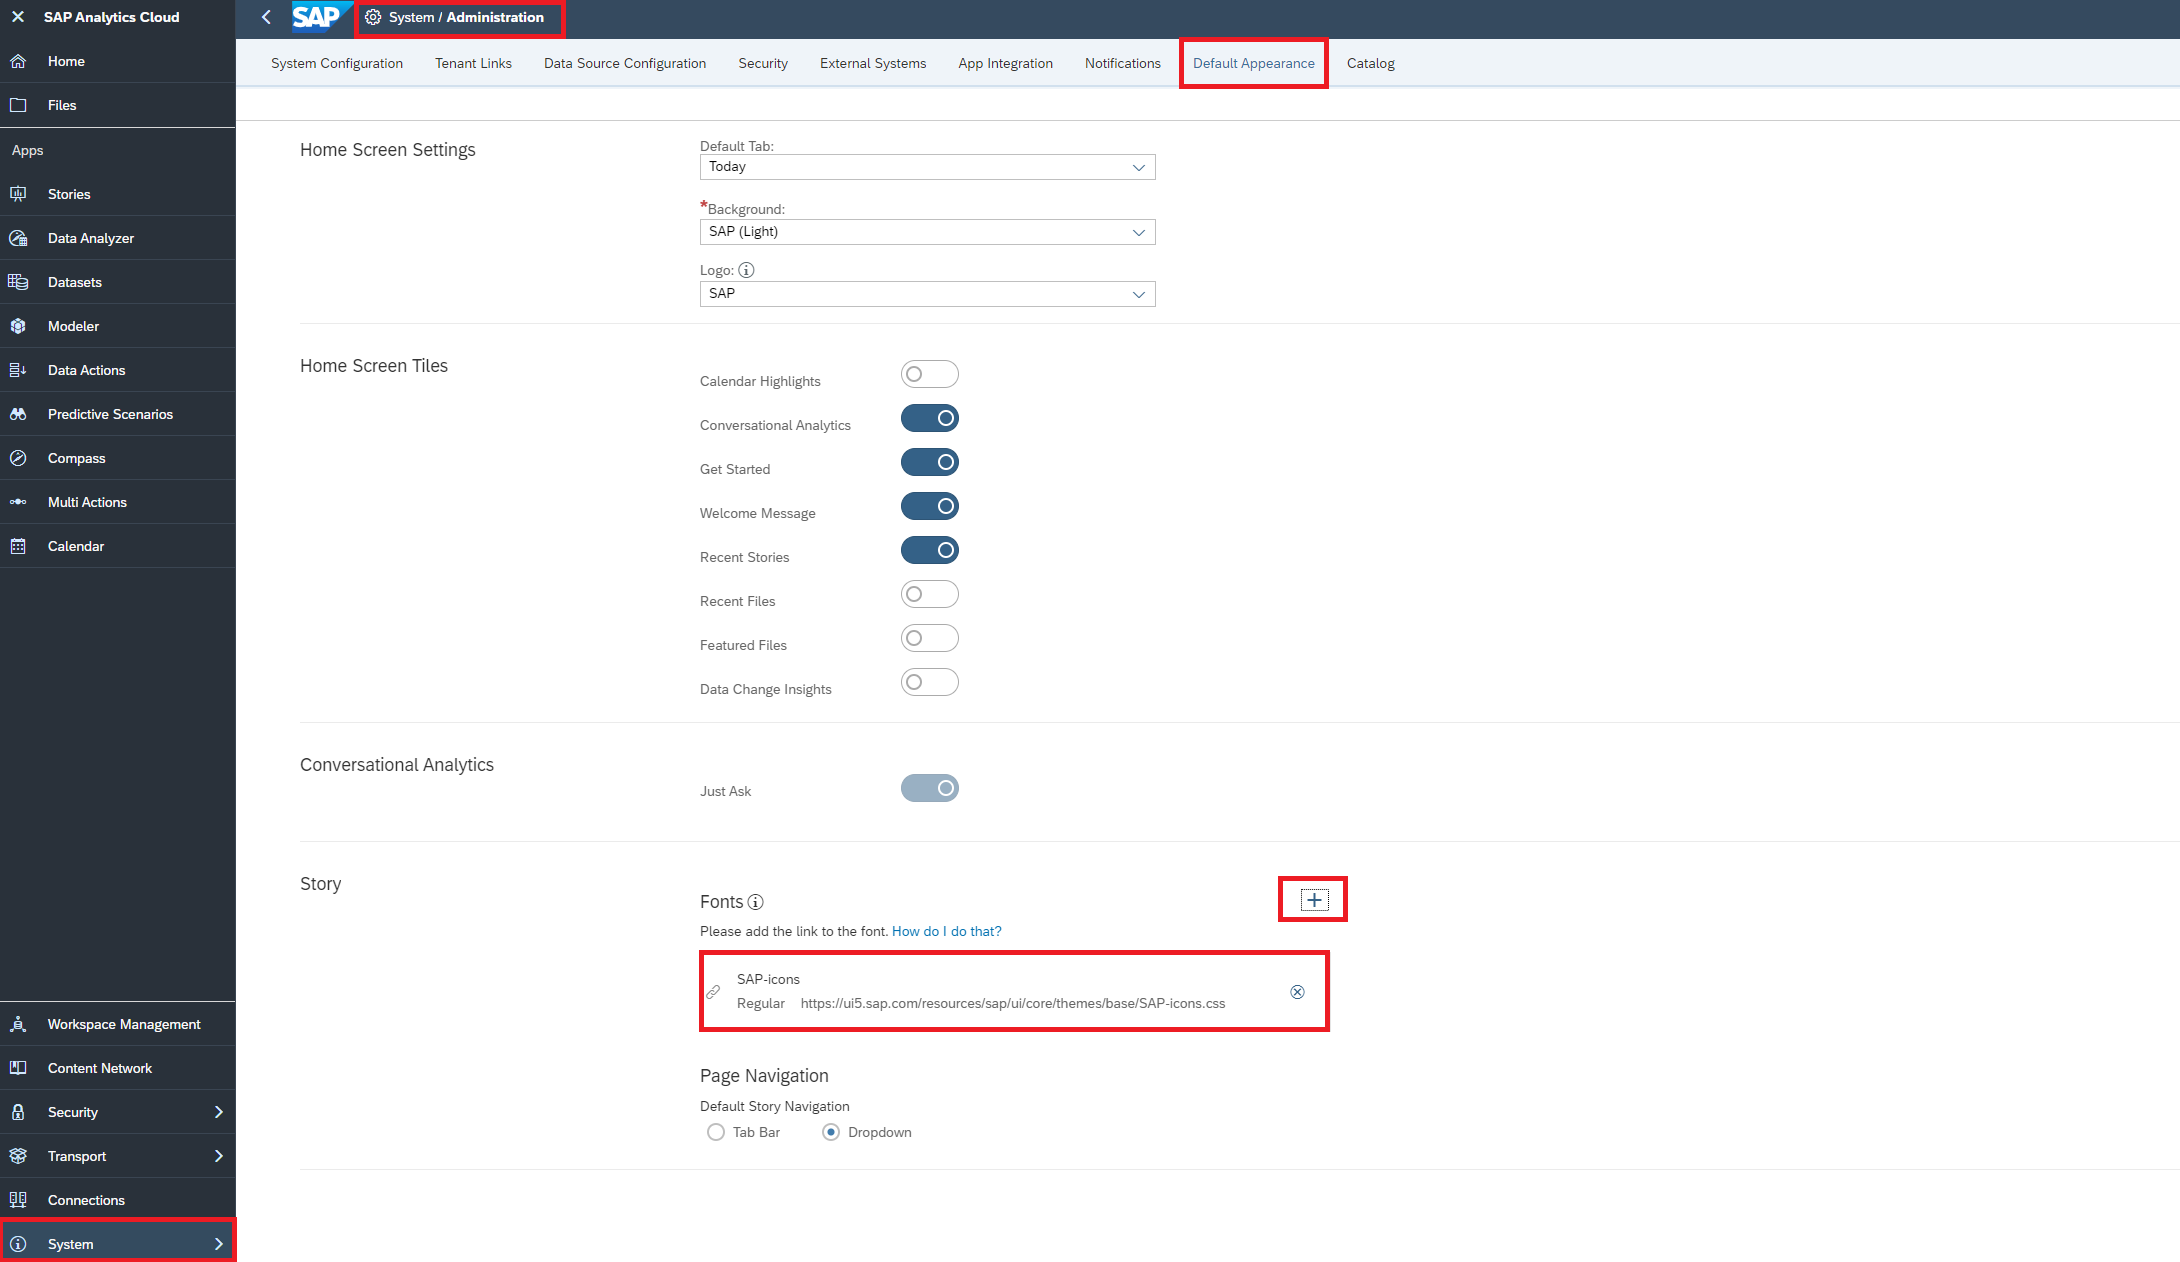 SAP Analytics Cloud
Home
Files
Apps
Stories
Data Analyzer
Datasets
Modeler
Data Actions
Predictive Scenarios
Compass
Multi Actions
Calendar
Workspace Management
Content Network
Security
Transport
Connections
System
SAP System / Administration
System Configuration Tenant Links Data Source Configuration Security External Systems App Integration Notifications Default Appearance Catalog
Home Screen Settings
Default Tab:
Today
*Background:
SAP (Light)
Logo:
SAP
Home Screen Tiles
Calendar Highlights
Conversational Analytics
Get Started
Welcome Message
Recent Stories
Recent Files
Featured Files
Data Change Insights
Conversational Analytics
Just Ask
Story
Fonts
Please add the link to the font. How do I do that?
SAP-icons
Regular https://ui5.sap.com/resources/sap/ui/core/themes/base/SAP-icons.css
Page Navigation
Default Story Navigation
Tab Bar Dropdown